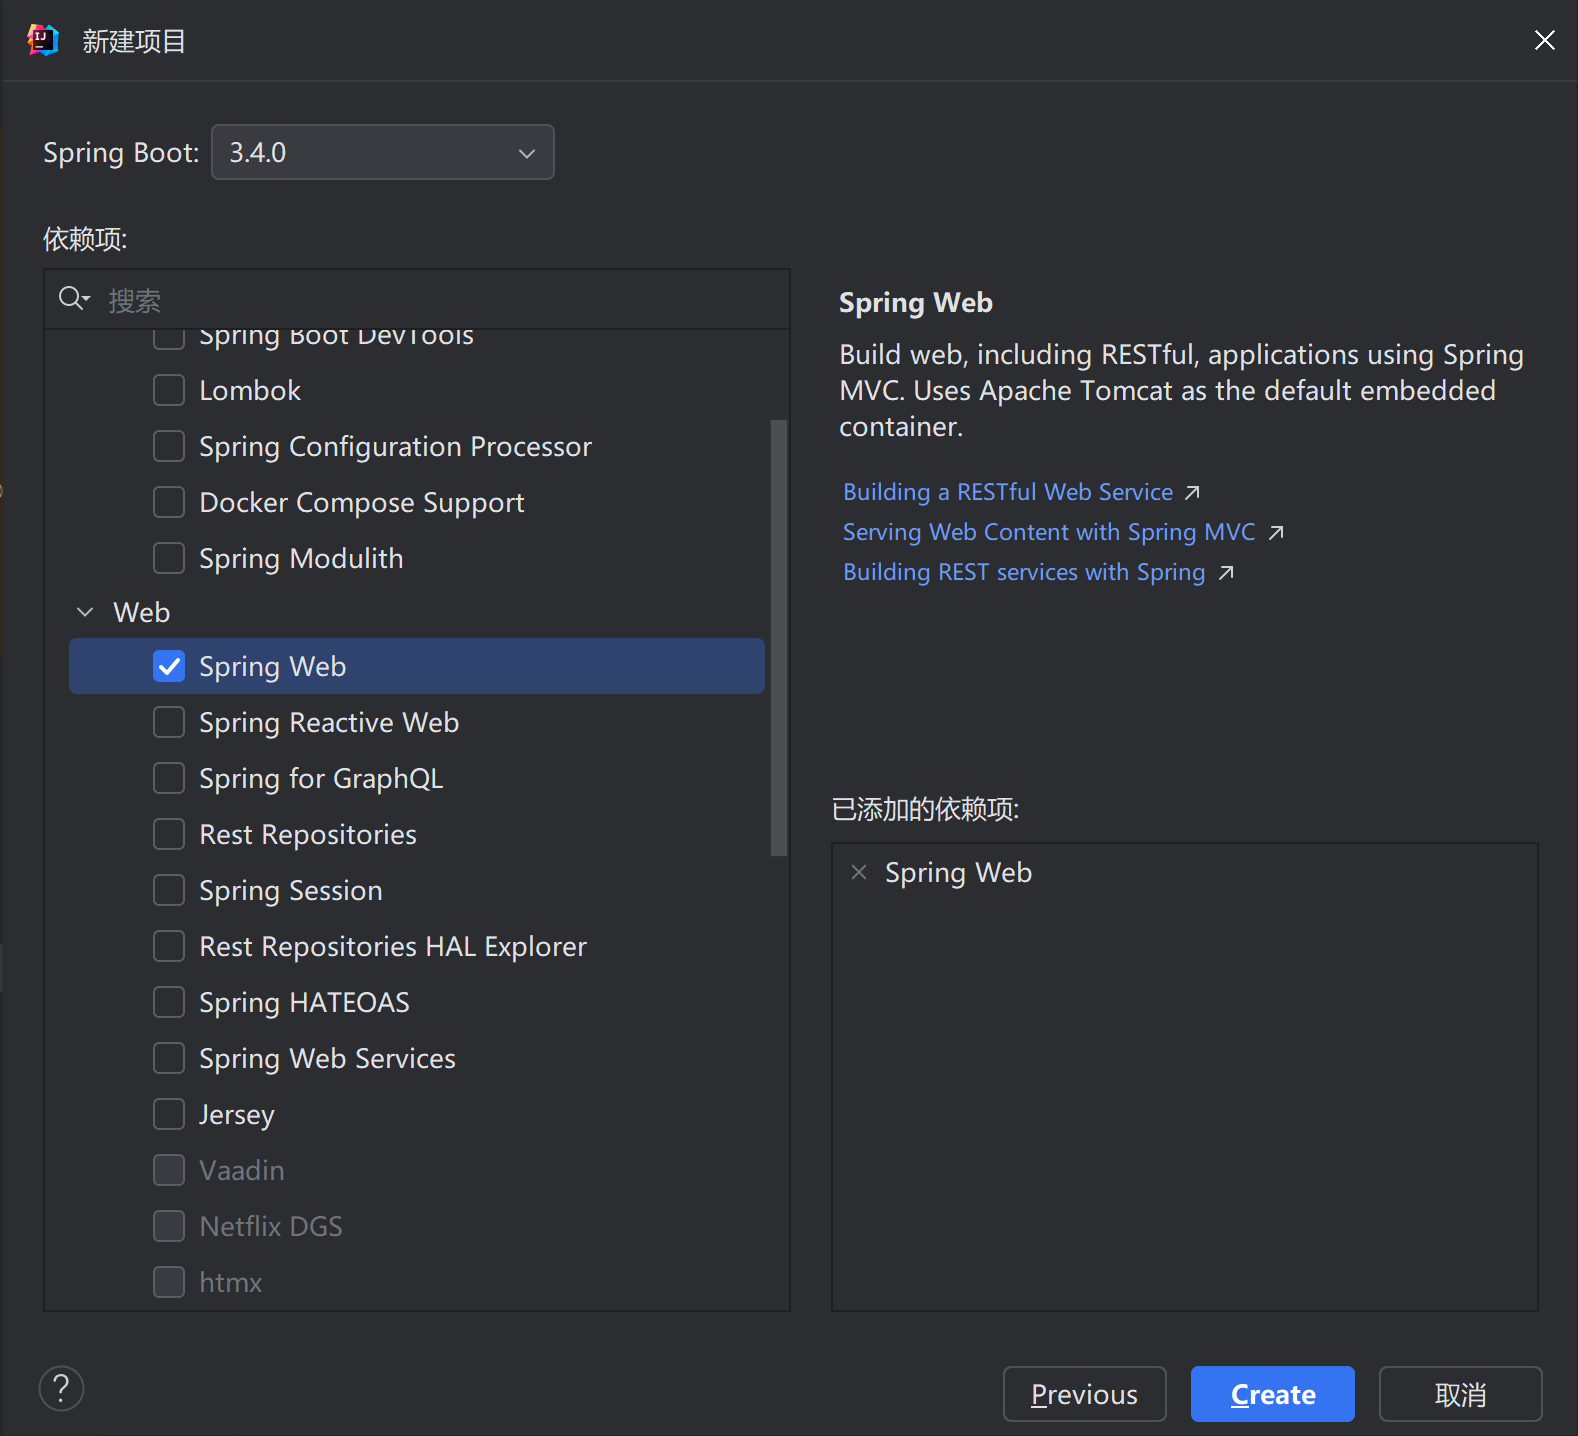 新建项目
Spring Boot: 3.4.0
依赖项:
搜索
Spring Boot DevTools
Lombok
Spring Configuration Processor
Docker Compose Support
Spring Modulith
Web
Spring Web
Spring Reactive Web
Spring for GraphQL
Rest Repositories
Spring Session
Rest Repositories HAL Explorer
Spring HATEOAS
Spring Web Services
Jersey
Vaadin
Netflix DGS
htmx
Spring Web
Build web, including RESTful, applications using Spring
MVC. Uses Apache Tomcat as the default embedded
container.
Building a RESTful Web Service
Serving Web Content with Spring MVC
Building REST services with Spring
已添加的依赖项:
Spring Web
?
Previous
Create
取消